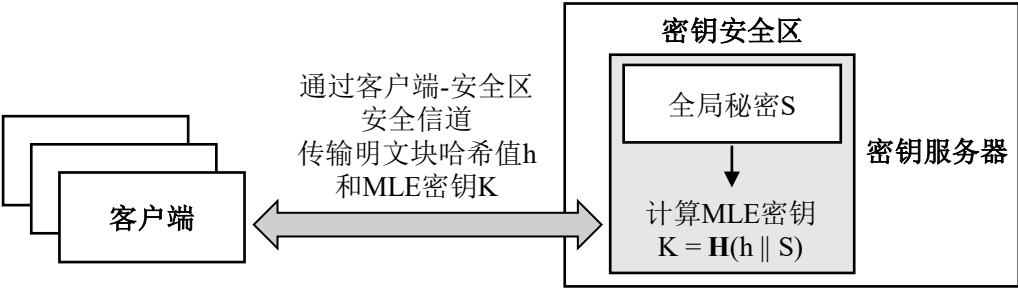 密钥安全区
通过客户端-安全区
安全信道
传输明文块哈希值h
和MLE密钥K
全局秘密S
密钥服务器
客户端
计算MLE密钥
K = H(h || S)